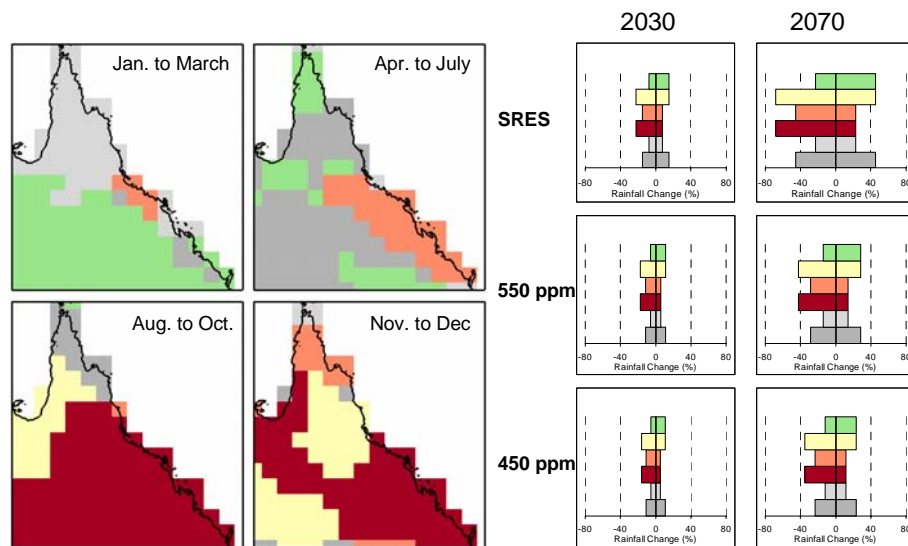 2030
2070
Jan. to March
Apr. to July
SRES
-80 -40 0 40 80
Rainfall Change (%)
-80 -40 0 40 80
Rainfall Change (%)
550 ppm
-80 -40 0 40 80
Rainfall Change (%)
-80 -40 0 40 80
Rainfall Change (%)
Aug. to Oct.
Nov. to Dec
450 ppm
-80 -40 0 40 80
Rainfall Change (%)
-80 -40 0 40 80
Rainfall Change (%)